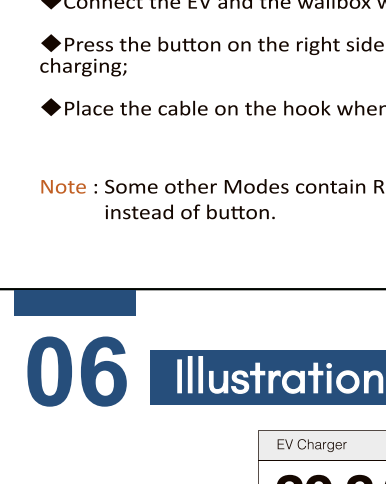 ◆Connect the EV and the wallbox
◆Press the button on the right side
charging;
◆Place the cable on the hook when
Note : Some other Modes contain R
instead of button.
06
Illustration
EV Charger